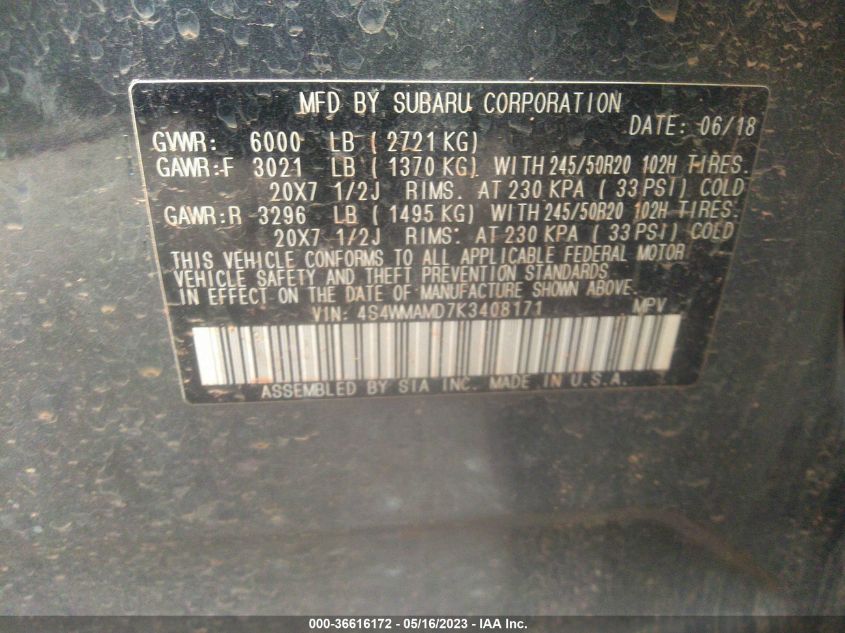 MFD BY SUBARU CORPORATION
DATE: 06/18
GVWR: 6000 LB ( 2721 KG)
GAWR:F 3021 LB ( 1370 KG) WITH 245/50R20 102H TIRES.
20X7 1/2J RIMS. AT 230 KPA ( 33 PSI) COLD
GAWR:R 3296 LB ( 1495 KG) WITH 245/50R20 102H TIRES.
20X7 1/2J RIMS. AT 230 KPA ( 33 PSI) COLD
THIS VEHICLE CONFORMS TO ALL APPLICABLE FEDERAL MOTOR
VEHICLE SAFETY AND THEFT PREVENTION STANDARDS
IN EFFECT ON THE DATE OF MANUFACTURE SHOWN ABOVE.
VIN: 4S4WMAMD7K3408171 MPV
ASSEMBLED BY SIA INC. MADE IN U.S.A.
000-36616172 - 05/16/2023 - IAA Inc.